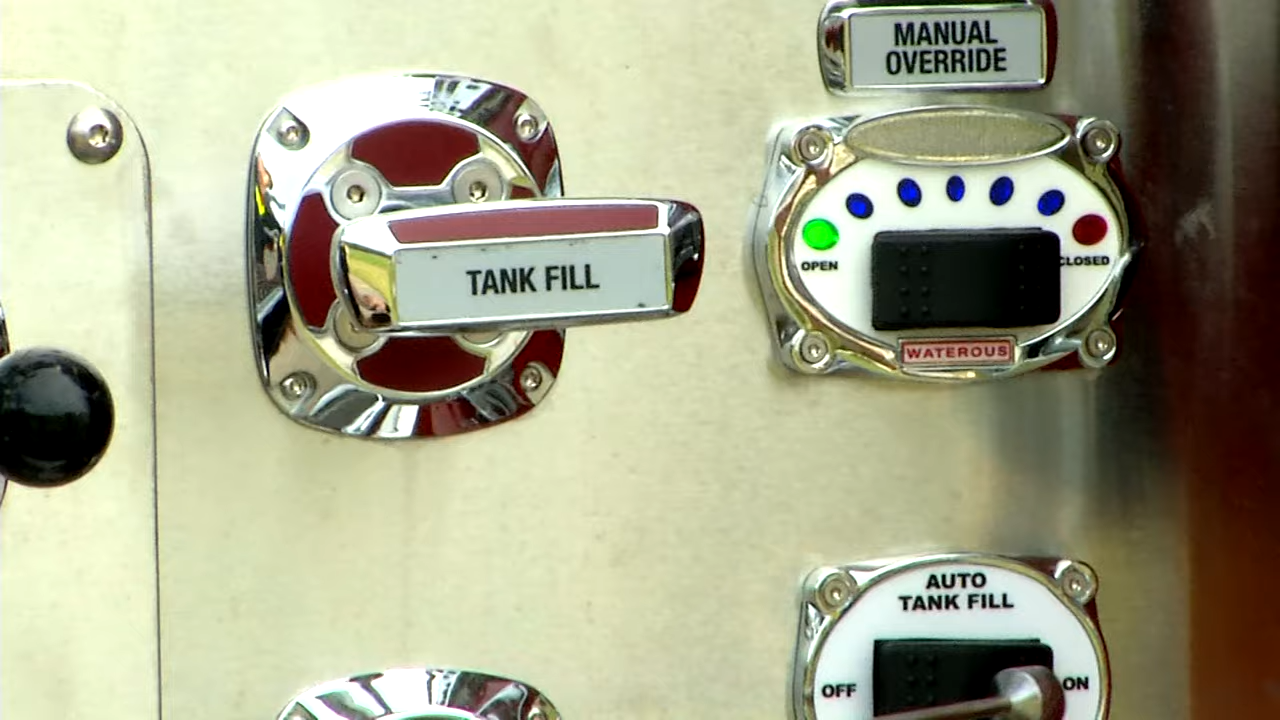 MANUAL
OVERRIDE
TANK FILL
OPEN
CLOSED
WATEROUS
AUTO
TANK FILL
OFF
ON